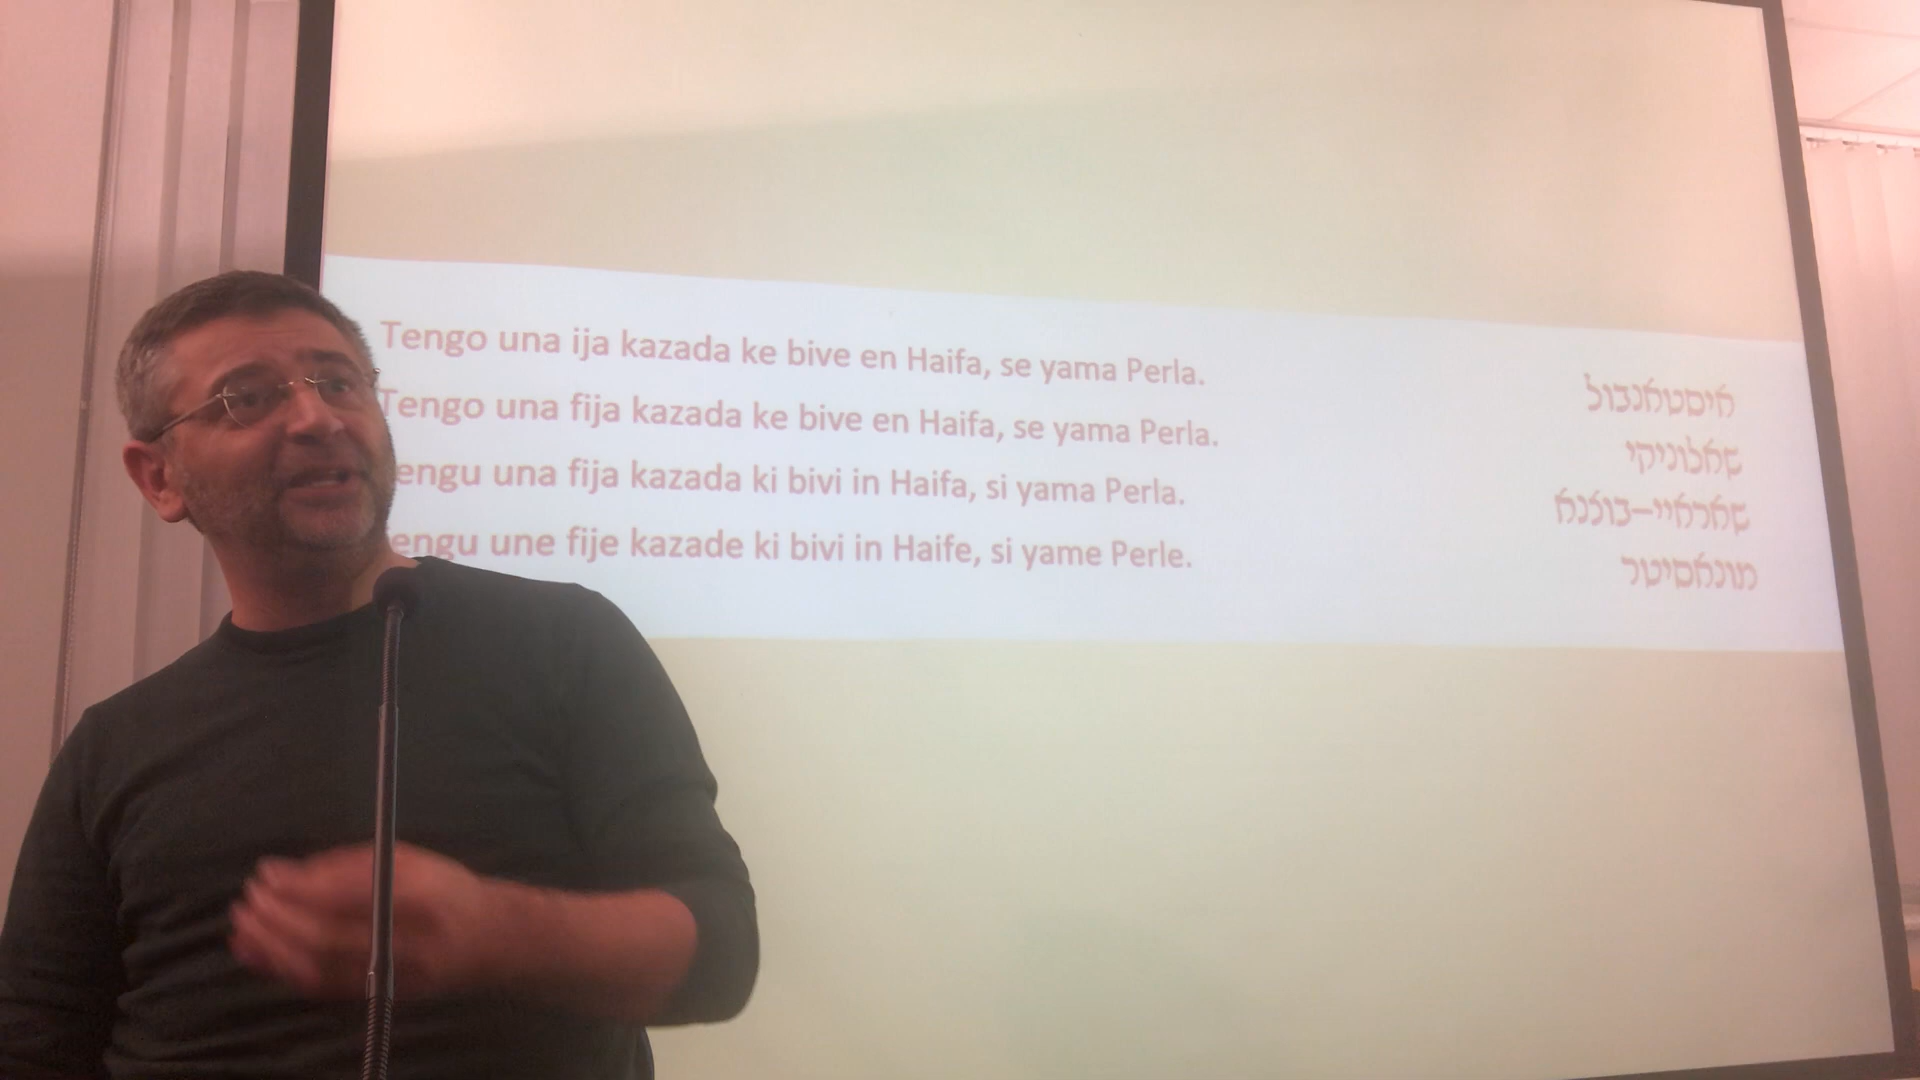 Tengo una ija kazada ke bive en Haifa, se yama Perla. איסטאנבול
Tengo una fija kazada ke bive en Haifa, se yama Perla. שאלוניקי
engu una fija kazada ki bivi in Haifa, si yama Perla. שאראיי–בוסנא
engu une fije kazade ki bivi in Haife, si yame Perle. מונאסטיר